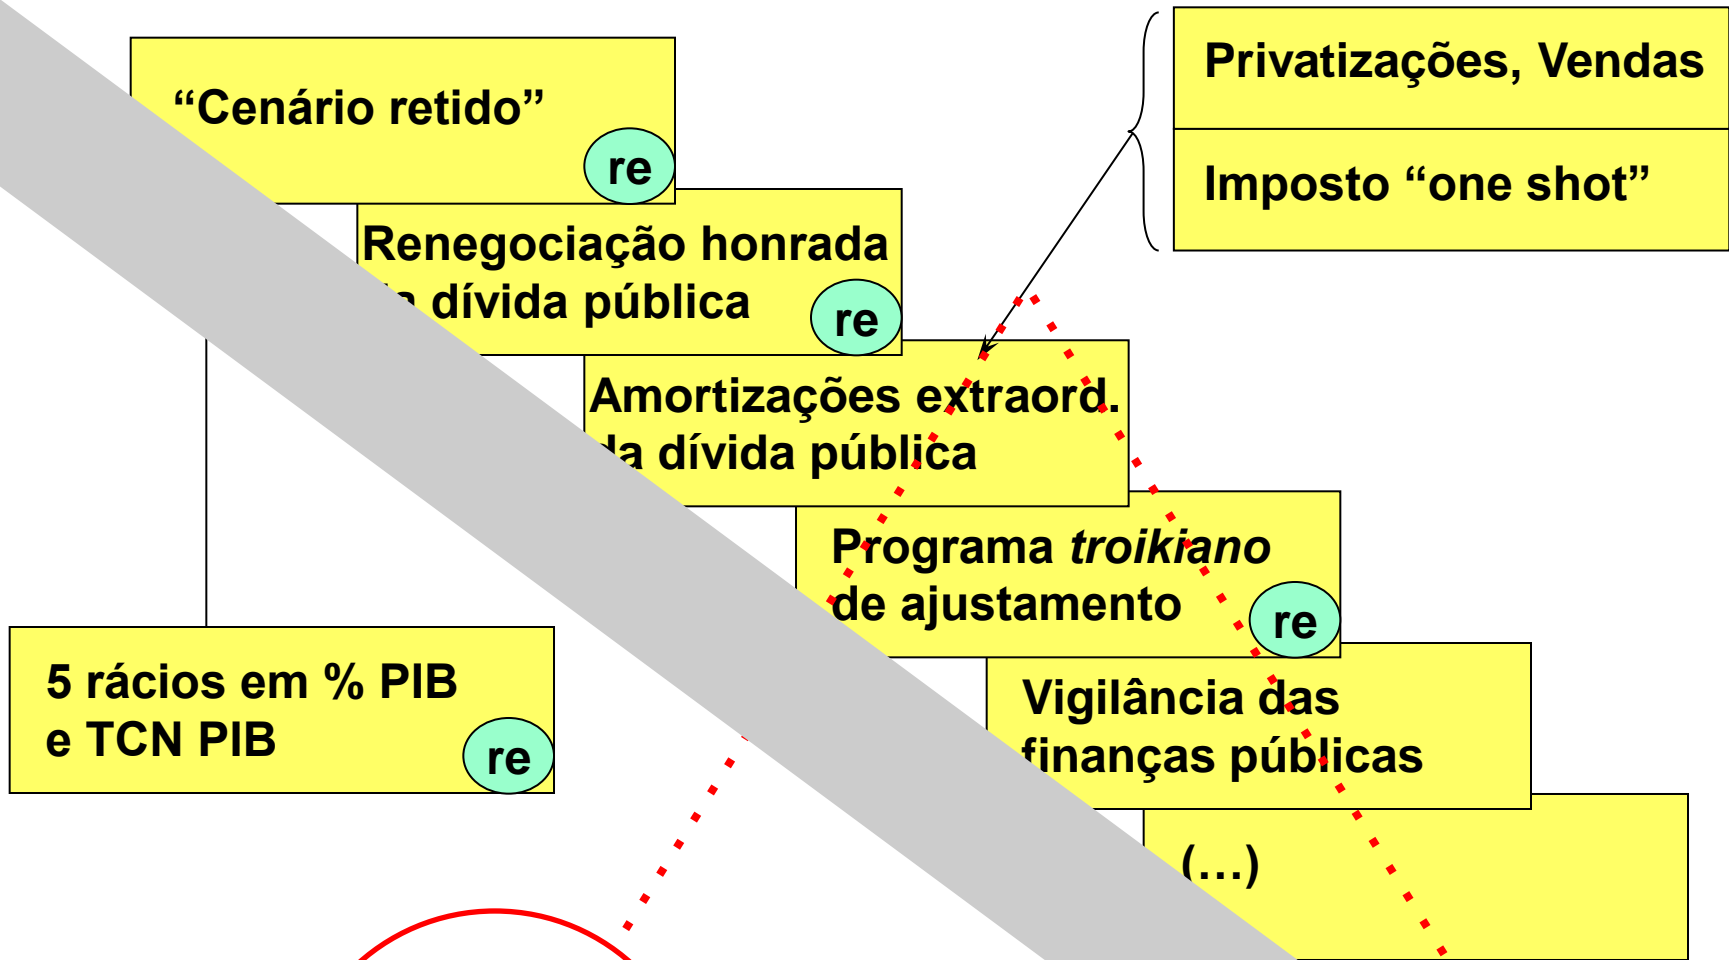 “Cenário retido”
re
Privatizações, Vendas
Imposto “one shot”
Renegociação honrada
da dívida pública
re
Amortizações extraord.
da dívida pública
Programa troikiano
de ajustamento
re
5 rácios em % PIB
e TCN PIB
re
Vigilância das
finanças públicas
(…)